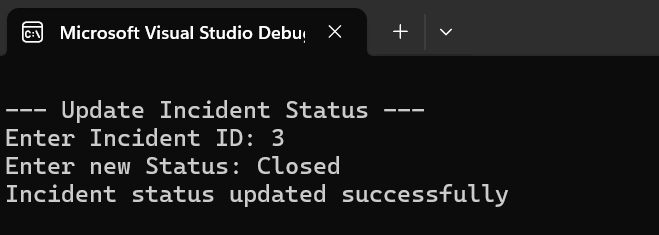 Microsoft Visual Studio Debu
--- Update Incident Status ---
Enter Incident ID: 3
Enter new Status: Closed
Incident status updated successfully